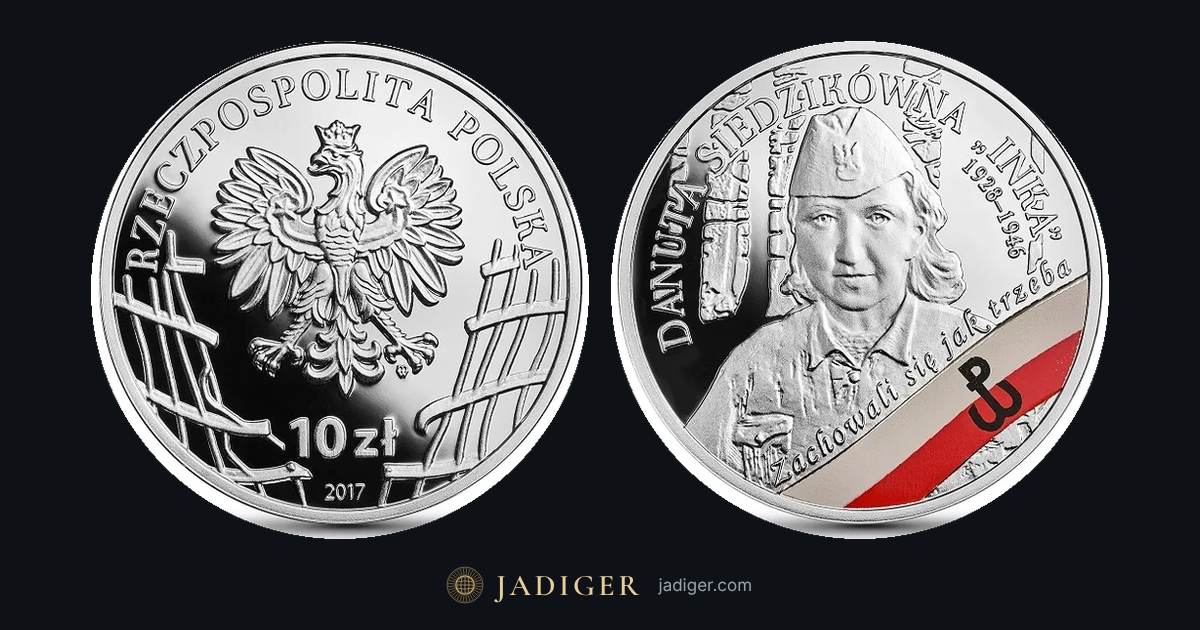 RZECZPOSPOLITA POLSKA
10 zł
2017
DANUTA SIEDZIKÓWNA „INKA”
1928–1946
Zachowali się jak trzeba
JADIGER
jadiger.com